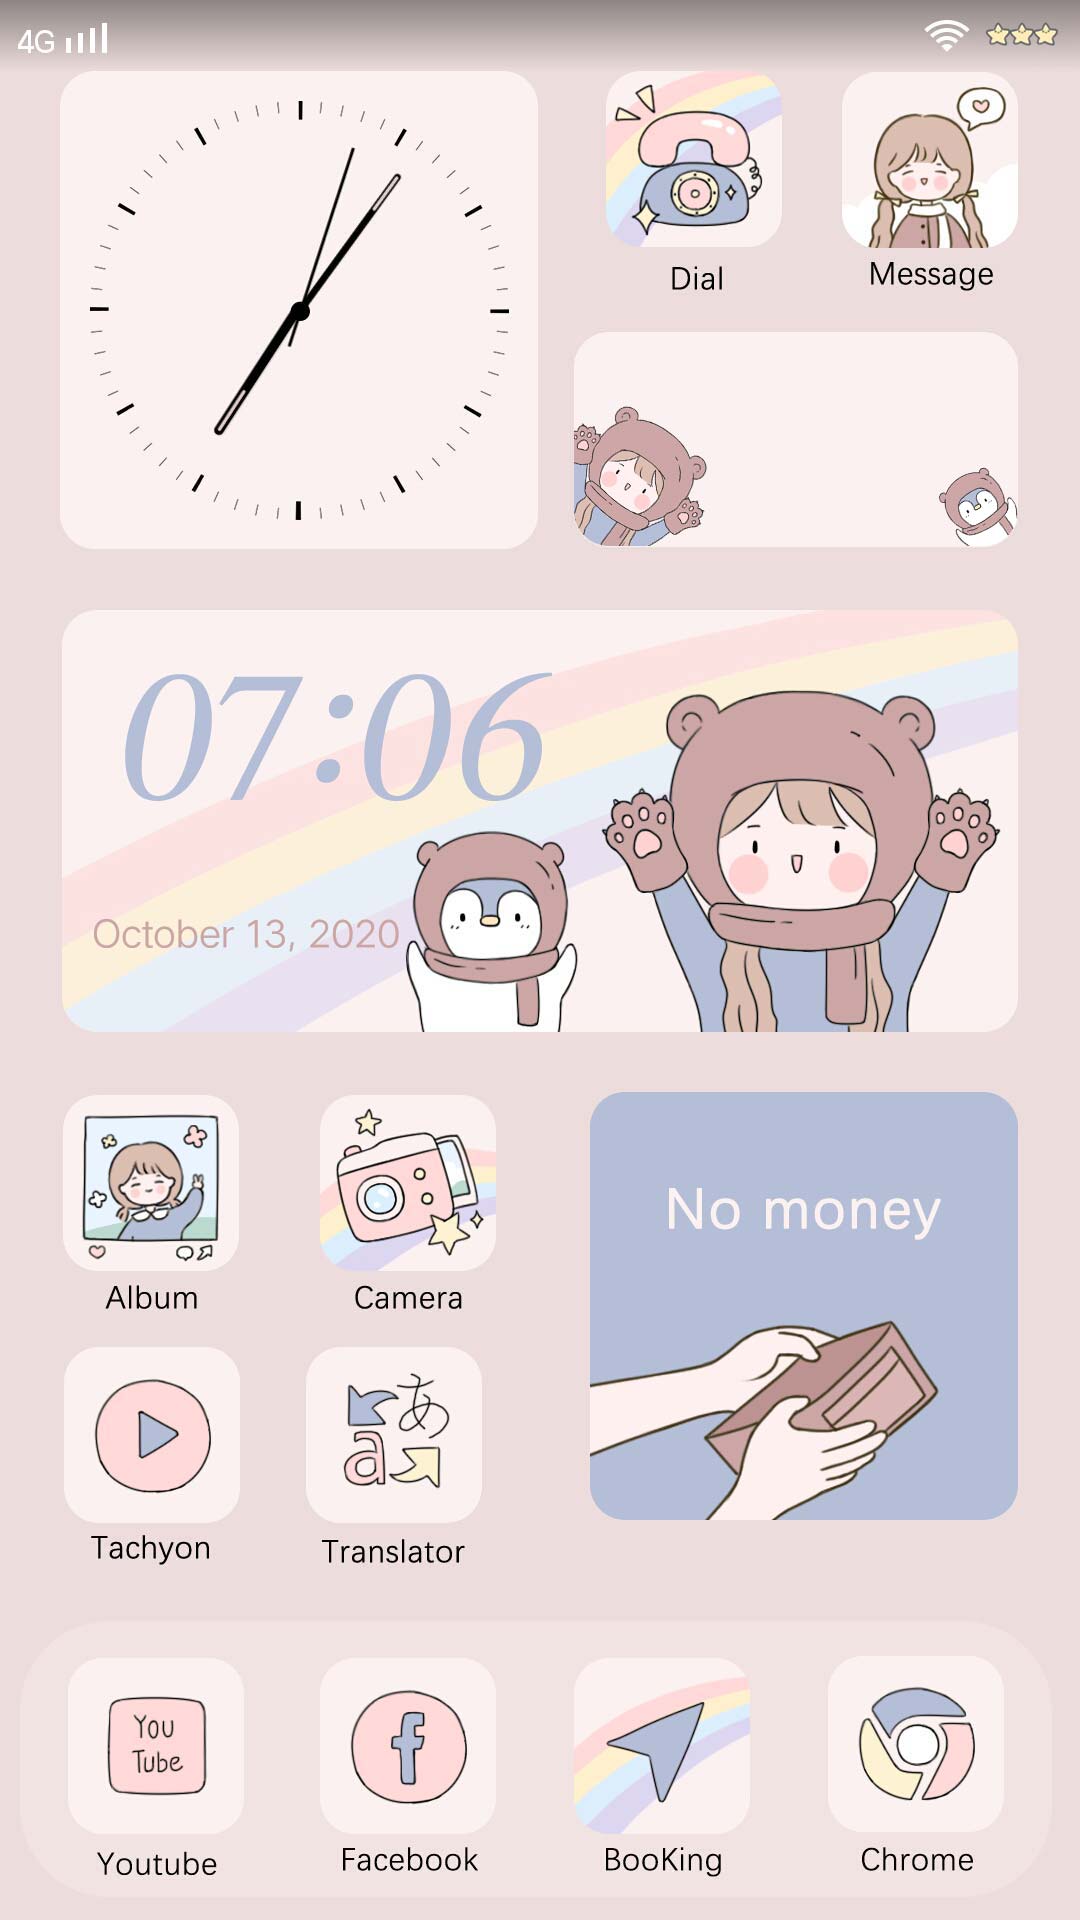 4G
Dial
Message
07:06
October 13, 2020
No money
Album
Camera
あ
a
Tachyon
Translator
You
Tube
f
Youtube
Facebook
BooKing
Chrome